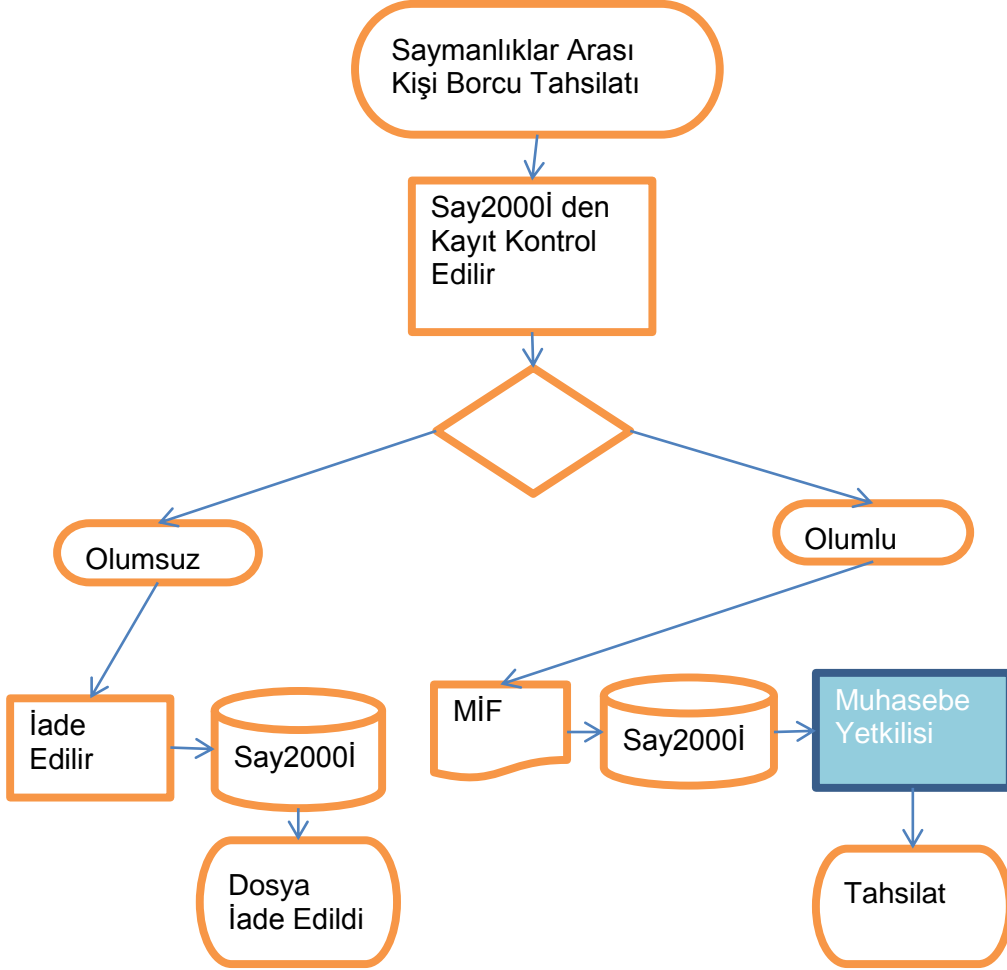 Saymanlıklar Arası
Kişi Borcu Tahsilatı
Say2000İ den
Kayıt Kontrol
Edilir
Olumsuz
Olumlu
İade
Edilir
Say2000İ
MİF
Say2000İ
Muhasebe
Yetkilisi
Dosya
İade Edildi
Tahsilat